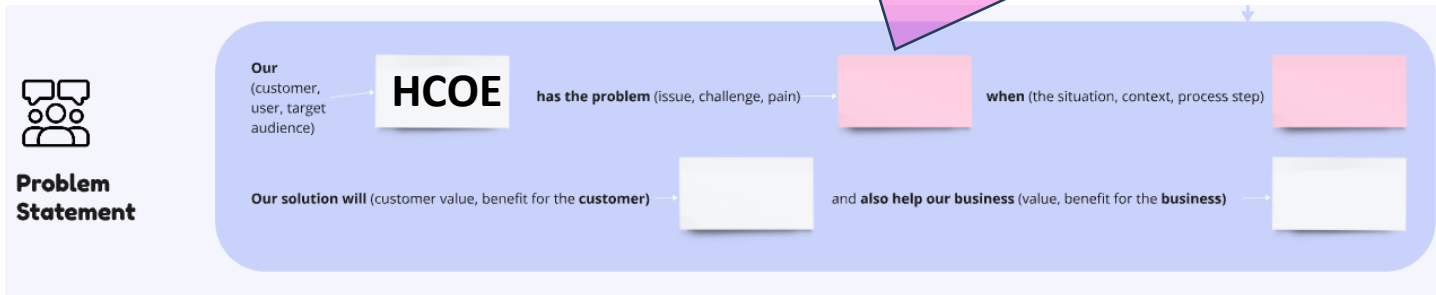 Problem
Statement
Our
(customer,
user, target
audience)
HCOE
has the problem (issue, challenge, pain)
when (the situation, context, process step)
Our solution will (customer value, benefit for the customer)
and also help our business (value, benefit for the business)